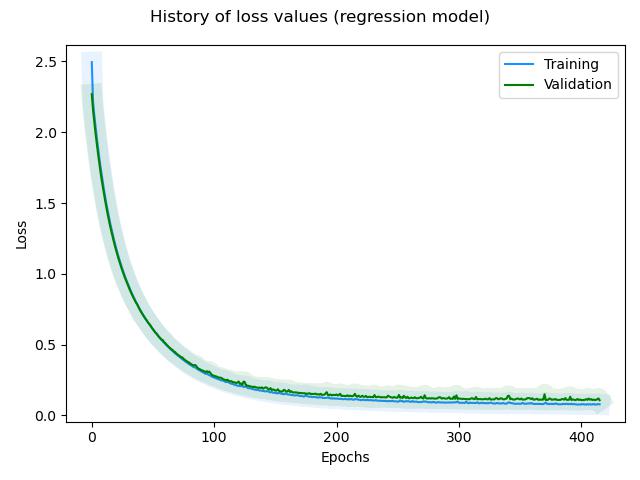 History of loss values (regression model)
Training
Validation
2.5
2.0
1.5
1.0
0.5
0.0
Loss
0
100
200
300
400
Epochs